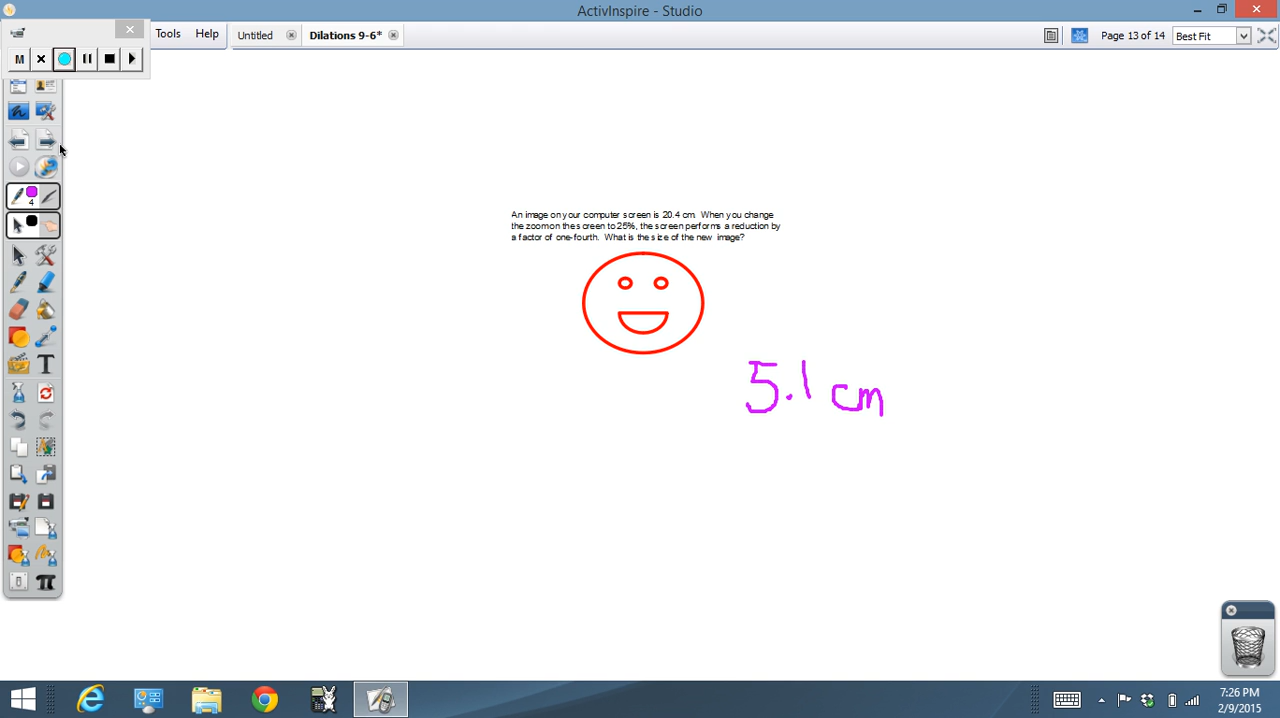 ActivInspire - Studio
Tools Help Untitled Dilations 9-6* Page 13 of 14 Best Fit
M
4
An image on your computer screen is 20.4 cm. When you change
the zoom on the screen to 25%, the screen performs a reduction by
a factor of one-fourth. What is the size of the new image?
5.1 cm
T
7:26 PM
2/9/2015